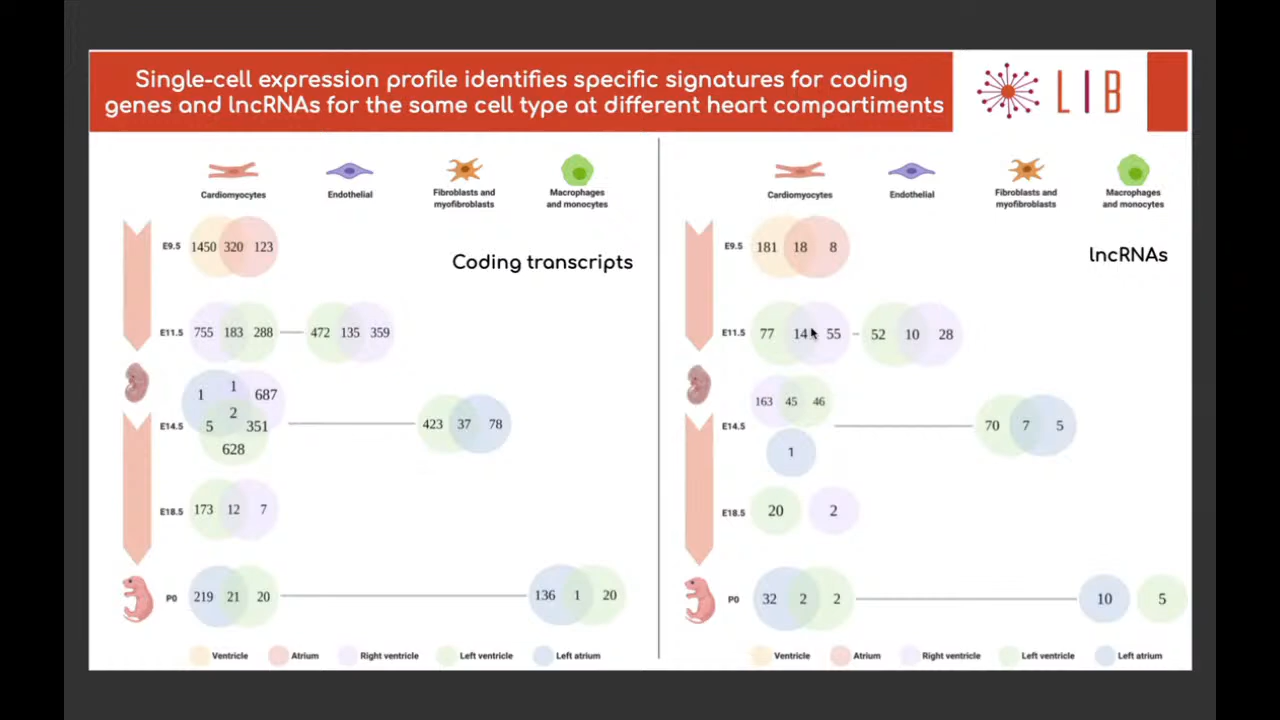 Single-cell expression profile identifies specific signatures for coding
genes and lncRNAs for the same cell type at different heart compartiments
LIB
Cardiomyocytes
Endothelial
Fibroblasts and
myofibroblasts
Macrophages
and monocytes
E9.5 1450 320 123
Coding transcripts
E11.5 755 183 288 472 135 359
1 1 687
2
E14.5 5 351 423 37 78
628
E18.5 173 12 7
P0 219 21 20 136 1 20
Ventricle Atrium Right ventricle Left ventricle Left atrium
Cardiomyocytes
Endothelial
Fibroblasts and
myofibroblasts
Macrophages
and monocytes
E9.5 181 18 8
lncRNAs
E11.5 77 14 55 52 10 28
163 45 46
E14.5 70 7 5
1
E18.5 20 2
P0 32 2 2 10 5
Ventricle Atrium Right ventricle Left ventricle Left atrium